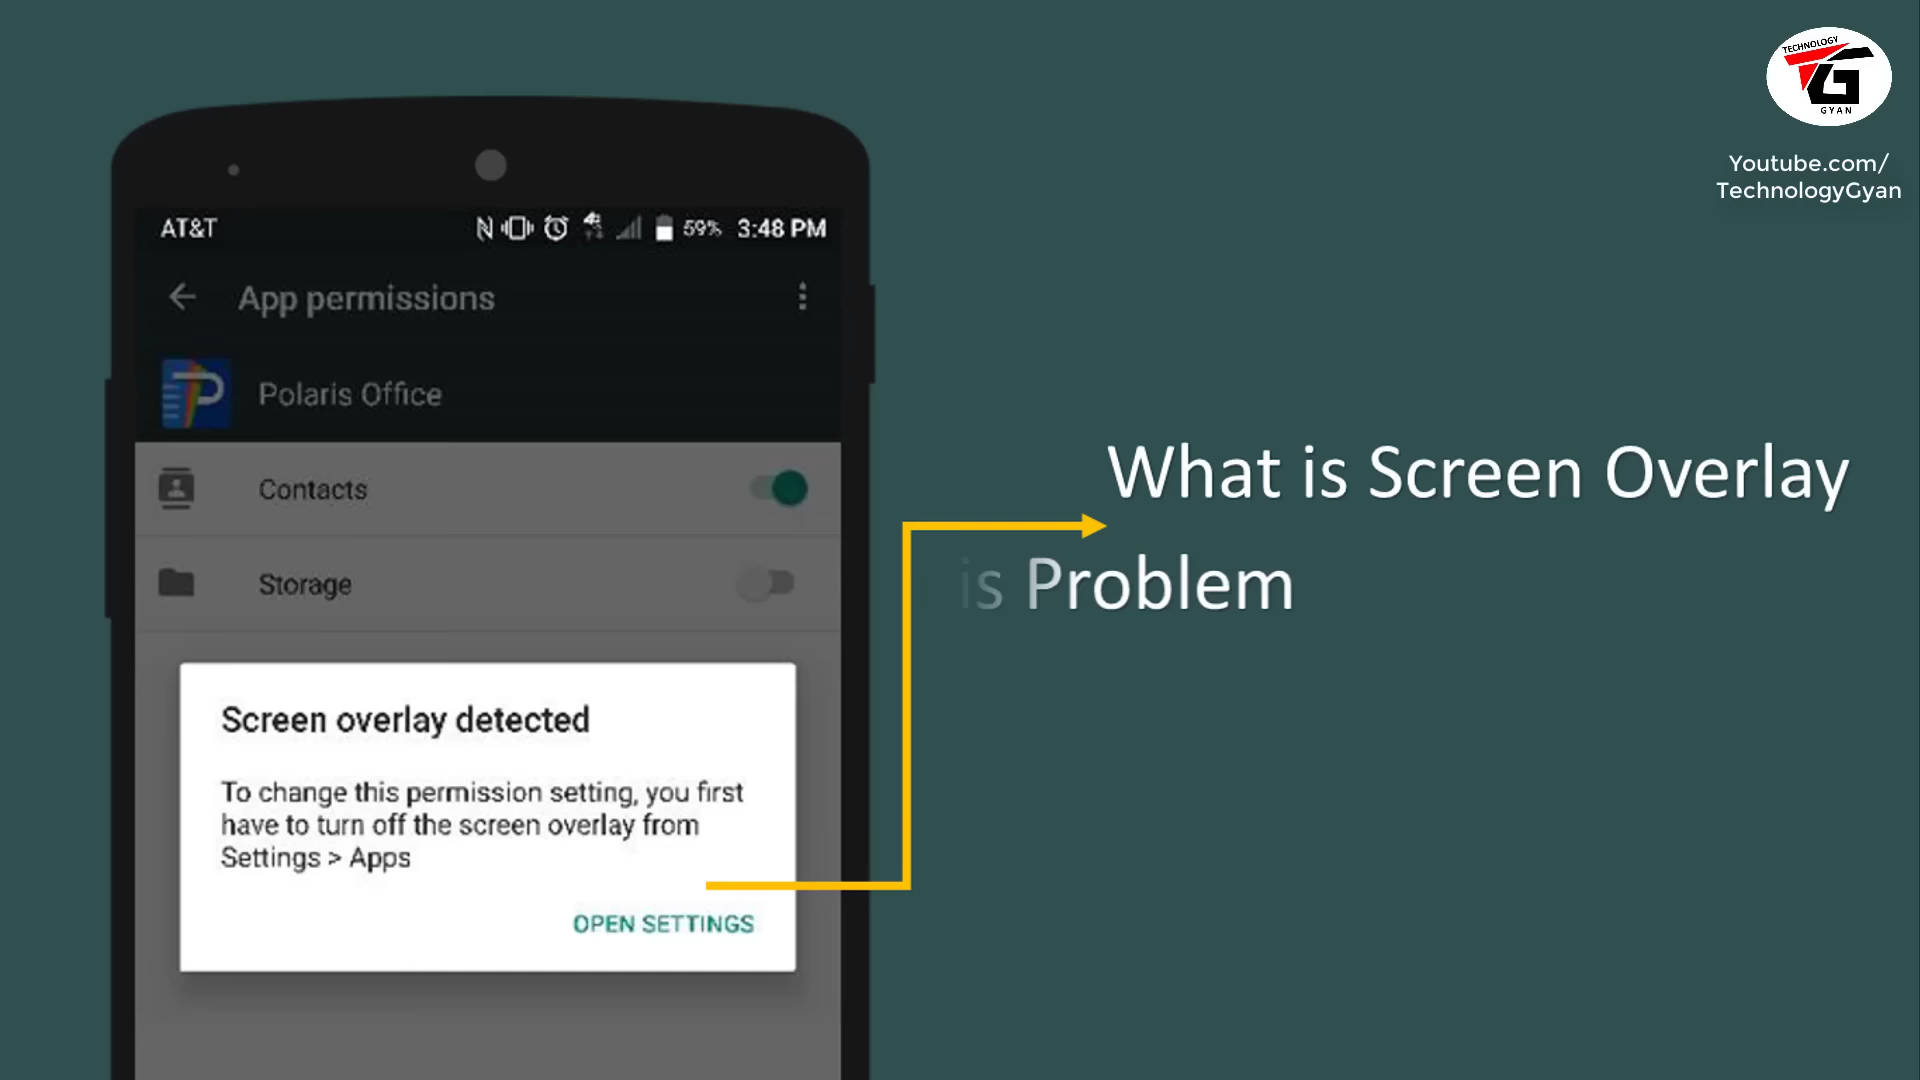 TECHNOLOGY
GYAN
Youtube.com/
TechnologyGyan
AT&T 59% 3:48 PM
App permissions
Polaris Office
Contacts
Storage
Screen overlay detected
To change this permission setting, you first
have to turn off the screen overlay from
Settings > Apps
OPEN SETTINGS
What is Screen Overlay
is Problem